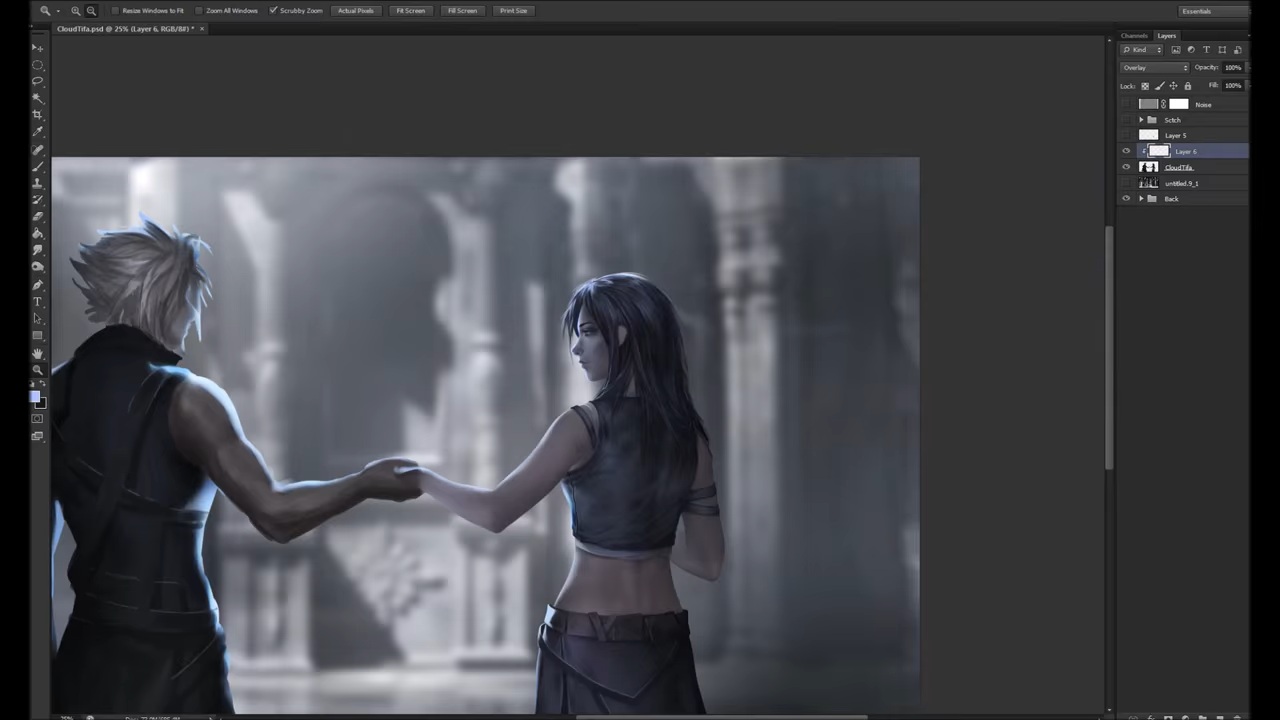 Resize Windows to Fit Zoom All Windows Scrubby Zoom Actual Pixels Fit Screen Fill Screen Print Size Essentials
CloudTifa.psd @ 25% (Layer 6, RGB/8#) * ×
Channels Layers
Kind
Overlay Opacity: 100%
Lock: Fill: 100%
Noise
Sctch
Layer 5
Layer 6
CloudTifa
untitled.9_1
Back